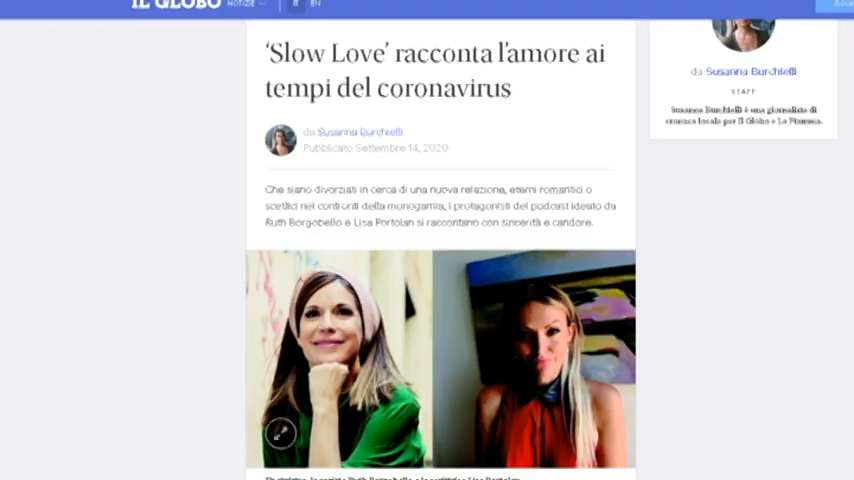 IL GLOBO
NOTIZIE
IT
EN
'Slow Love' racconta l'amore ai
tempi del coronavirus
da Susanna Burchielli
Pubblicato Settembre 14, 2020
Che siano divorziati in cerca di una nuova relazione, eterni romantici o
scettici nei confronti della monogamia, i protagonisti del podcast ideato da
Ruth Borgobello e Lisa Portolan si raccontano con sincerità e candore.
da Susanna Burchielli
STAFF
Susanna Burchielli è una giornalista di
cronaca locale per Il Globo e La Fiamma.